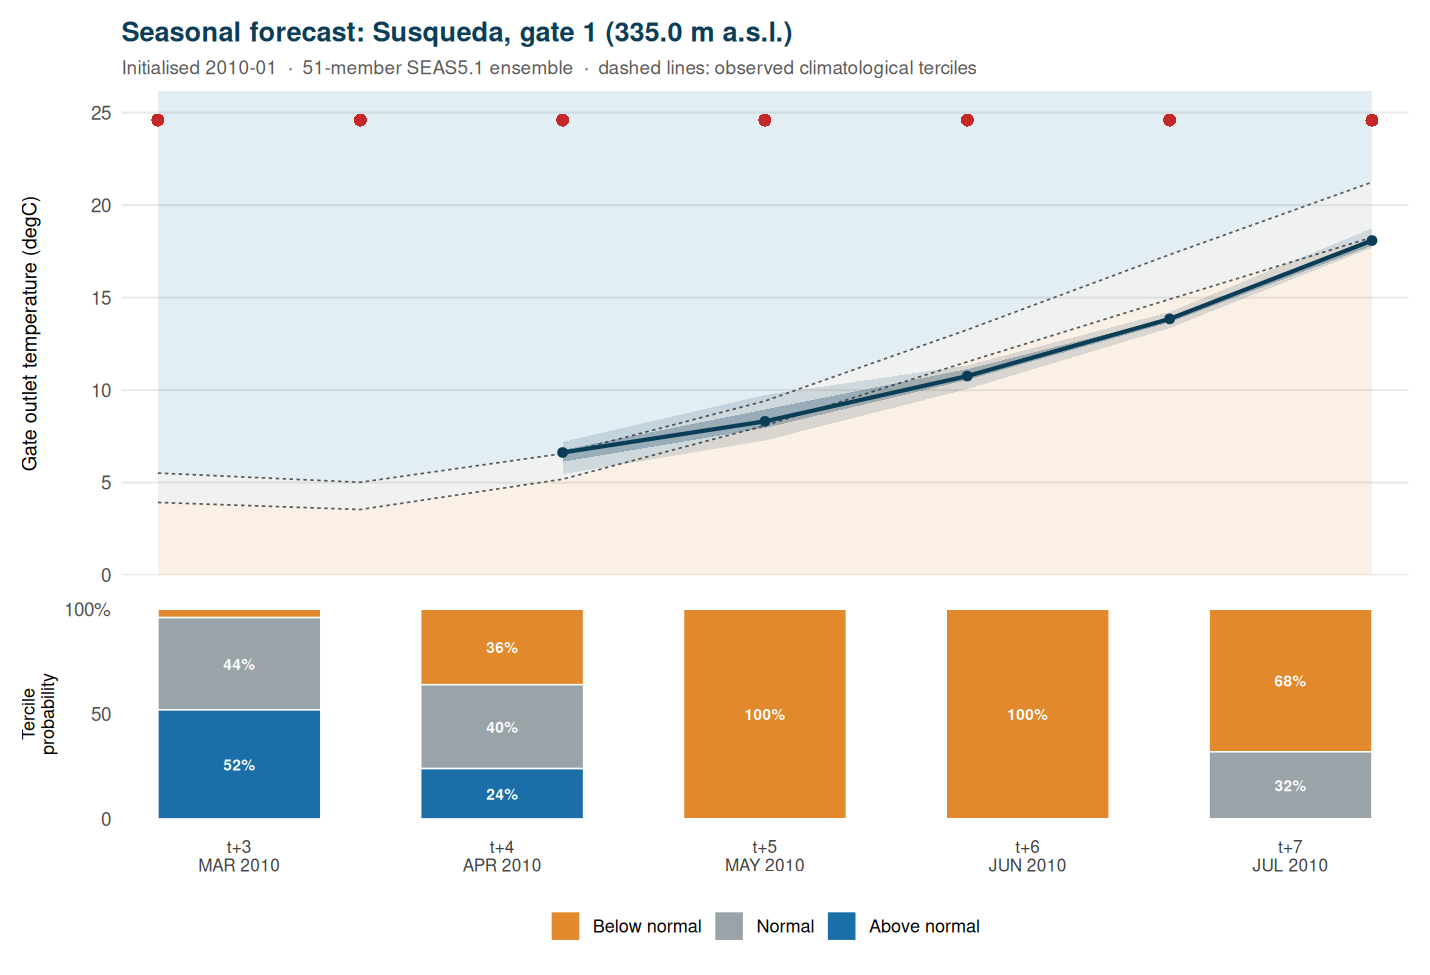 Seasonal forecast: Susqueda, gate 1 (335.0 m a.s.l.)
Initialised 2010-01 · 51-member SEAS5.1 ensemble · dashed lines: observed climatological terciles
Gate outlet temperature (degC)
25
20
15
10
5
0
Tercile
probability
100%
50
0
44%
52%
36%
40%
24%
100%
100%
68%
32%
t+3
MAR 2010
t+4
APR 2010
t+5
MAY 2010
t+6
JUN 2010
t+7
JUL 2010
Below normal
Normal
Above normal